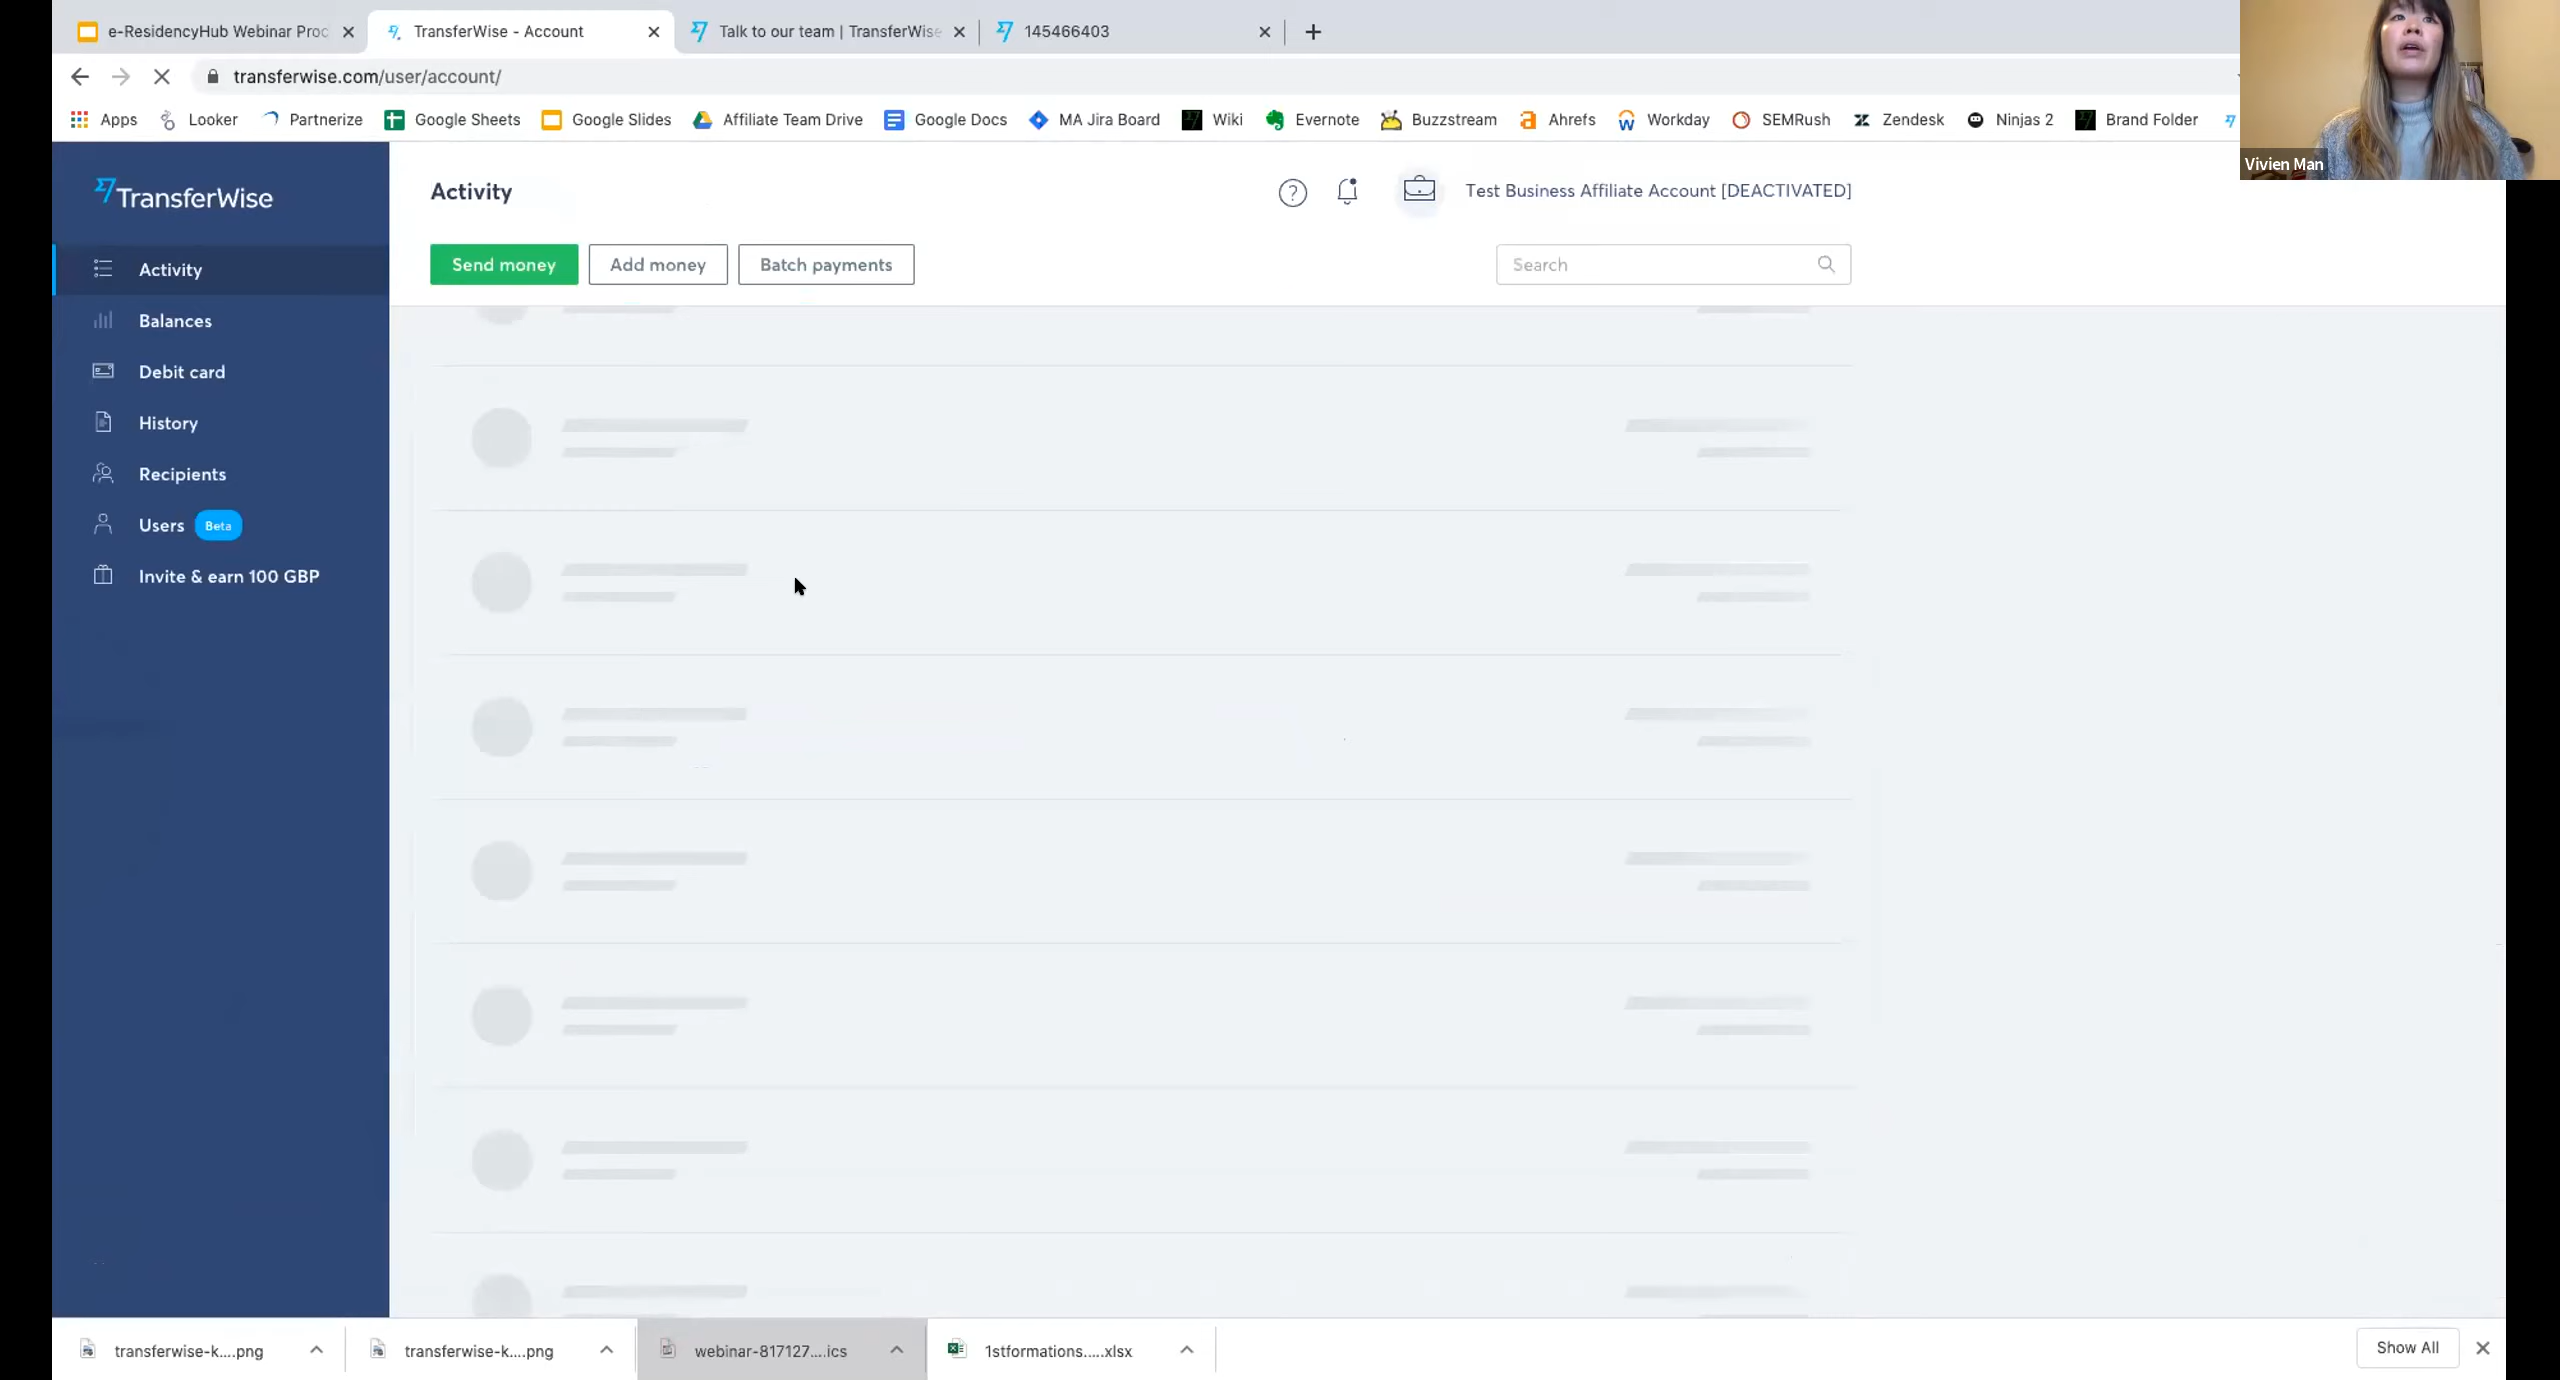 e-ResidencyHub Webinar Proc
TransferWise - Account
Talk to our team | TransferWise
145466403
transferwise.com/user/account/
Apps
Looker
Partnerize
Google Sheets
Google Slides
Affiliate Team Drive
Google Docs
MA Jira Board
Wiki
Evernote
Buzzstream
Ahrefs
Workday
SEMRush
Zendesk
Ninjas 2
Brand Folder
Vivien Man
TransferWise
Activity
Balances
Debit card
History
Recipients
Users Beta
Invite & earn 100 GBP
Activity
Test Business Affiliate Account [DEACTIVATED]
Send money
Add money
Batch payments
Search
transferwise-k....png
transferwise-k....png
webinar-817127....ics
1stformations.....xlsx
Show All